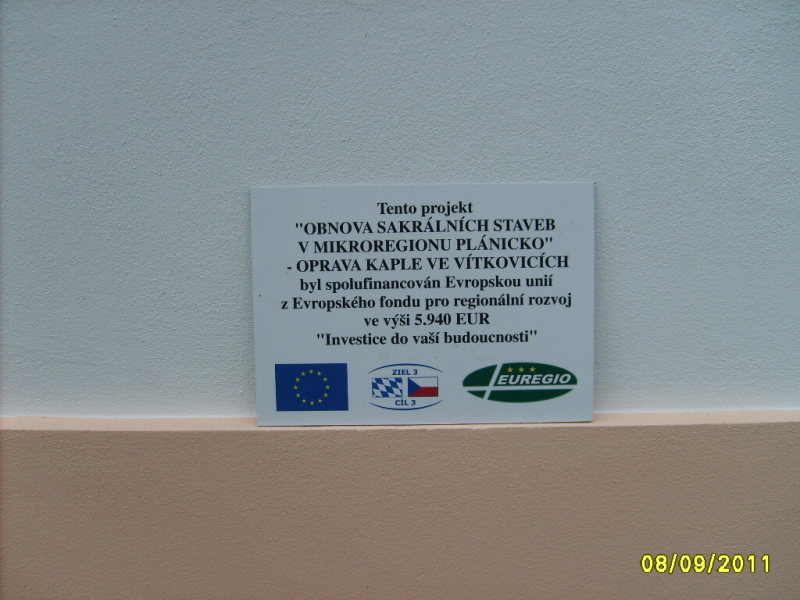 Tento projekt
"OBNOVA SAKRÁLNÍCH STAVEB
V MIKROREGIONU PLÁNICKO"
- OPRAVA KAPLE VE VÍTKOVICÍCH
byl spolufinancován Evropskou unií
z Evropského fondu pro regionální rozvoj
ve výši 5.940 EUR
"Investice do vaší budoucnosti"
ZIEL 3
CÍL 3
EUREGIO
08/09/2011